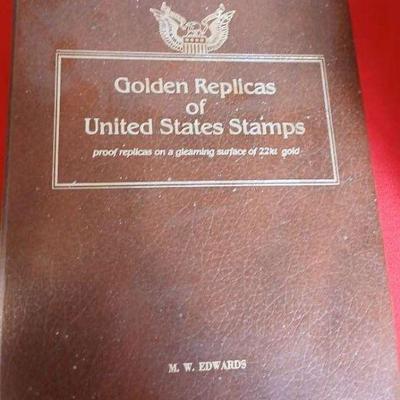 Golden Replicas
of
United States Stamps
proof replicas on a gleaming surface of 22kt gold
M. W. EDWARDS